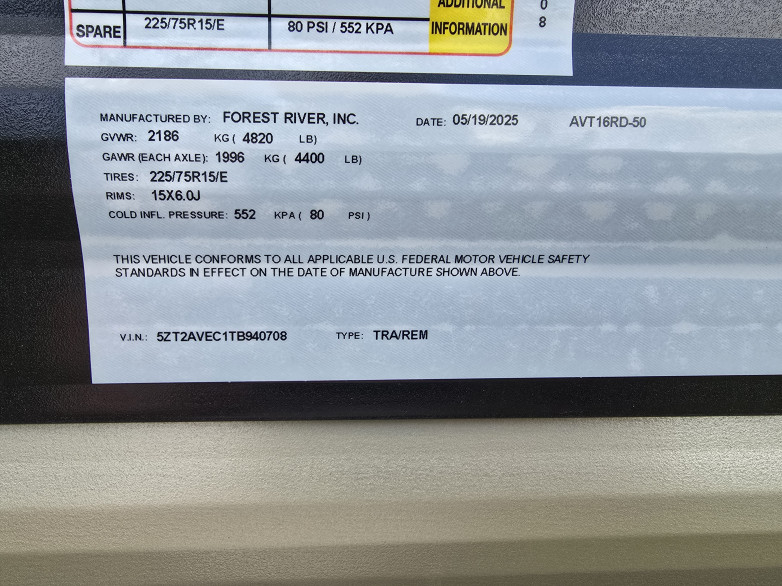 ADDITIONAL
0
SPARE 225/75R15/E 80 PSI / 552 KPA INFORMATION
8
MANUFACTURED BY: FOREST RIVER, INC. DATE: 05/19/2025 AVT16RD-50
GVWR: 2186 KG ( 4820 LB)
GAWR (EACH AXLE): 1996 KG ( 4400 LB)
TIRES: 225/75R15/E
RIMS: 15X6.0J
COLD INFL. PRESSURE: 552 KPA ( 80 PSI )
THIS VEHICLE CONFORMS TO ALL APPLICABLE U.S. FEDERAL MOTOR VEHICLE SAFETY
STANDARDS IN EFFECT ON THE DATE OF MANUFACTURE SHOWN ABOVE.
V.I.N.: 5ZT2AVEC1TB940708 TYPE: TRA/REM